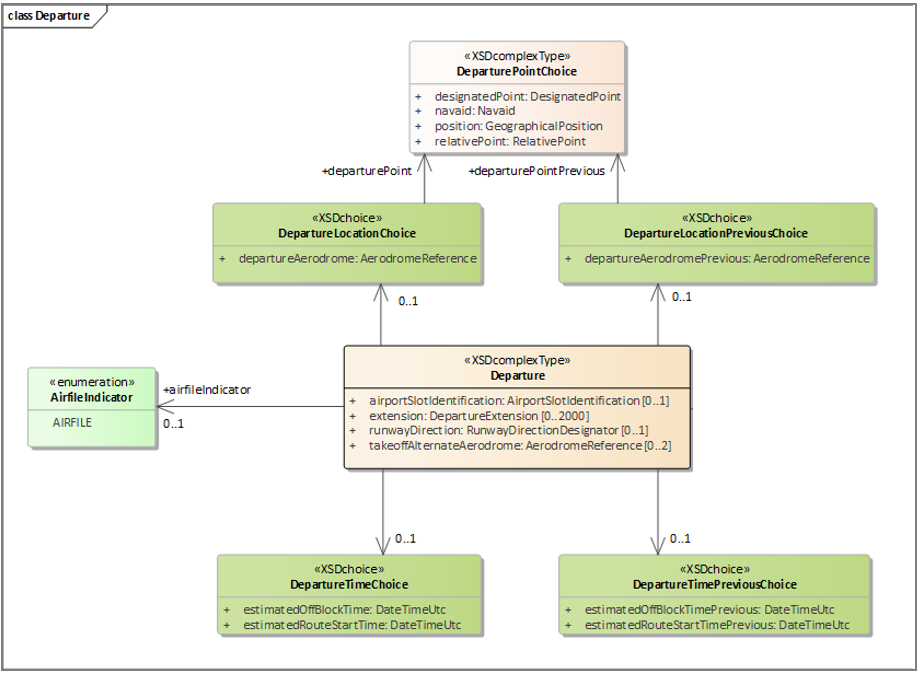 class Departure
«XSDcomplexType»
DeparturePointChoice
+ designatedPoint: DesignatedPoint
+ navaid: Navaid
+ position: GeographicalPosition
+ relativePoint: RelativePoint
+departurePoint
+departurePointPrevious
«XSDchoice»
DepartureLocationChoice
+ departureAerodrome: AerodromeReference
«XSDchoice»
DepartureLocationPreviousChoice
+ departureAerodromePrevious: AerodromeReference
0..1
0..1
«XSDcomplexType»
Departure
+ airportSlotIdentification: AirportSlotIdentification [0..1]
+ extension: DepartureExtension [0..2000]
+ runwayDirection: RunwayDirectionDesignator [0..1]
+ takeoffAlternateAerodrome: AerodromeReference [0..2]
«enumeration»
AirfileIndicator
AIRFILE
+airfileIndicator
0..1
0..1
0..1
«XSDchoice»
DepartureTimeChoice
+ estimatedOffBlockTime: DateTimeUtc
+ estimatedRouteStartTime: DateTimeUtc
«XSDchoice»
DepartureTimePreviousChoice
+ estimatedOffBlockTimePrevious: DateTimeUtc
+ estimatedRouteStartTimePrevious: DateTimeUtc